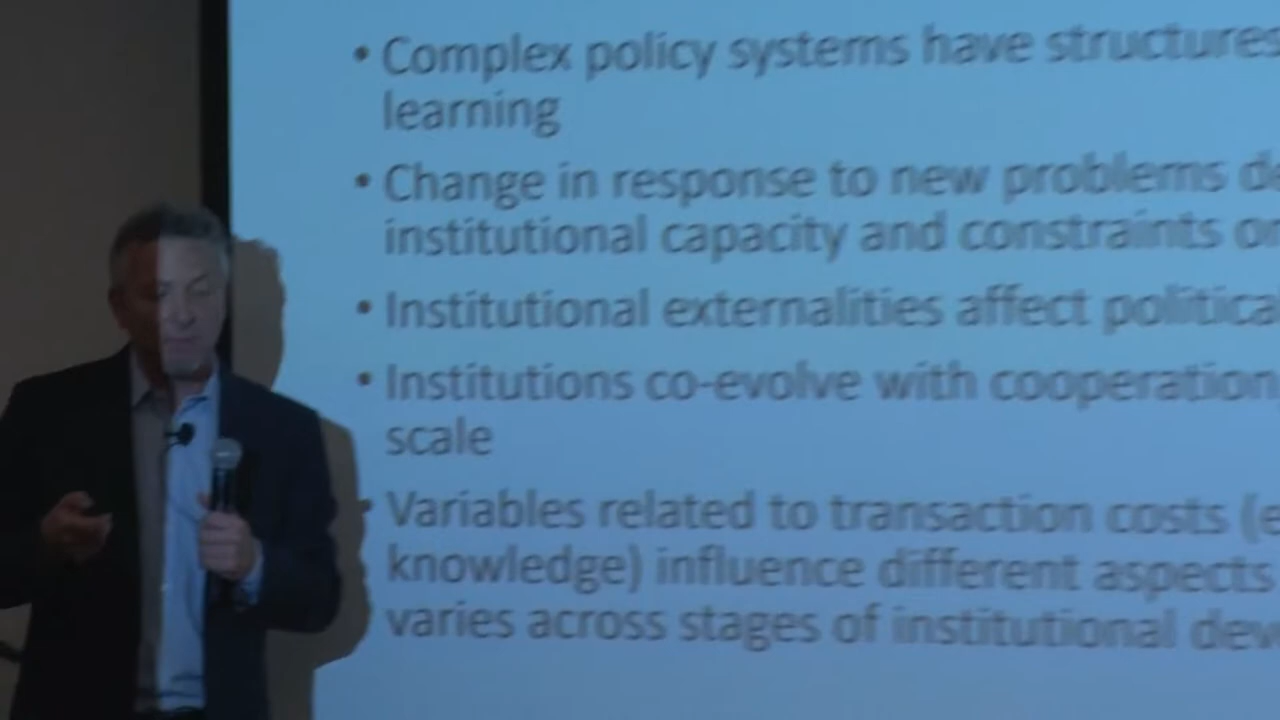 • Complex policy systems have structures
learning
• Change in response to new problems
institutional capacity and constraints
• Institutional externalities affect
• Institutions co-evolve with cooperation
scale
• Variables related to transaction costs
knowledge) influence different aspects
varies across stages of institutional